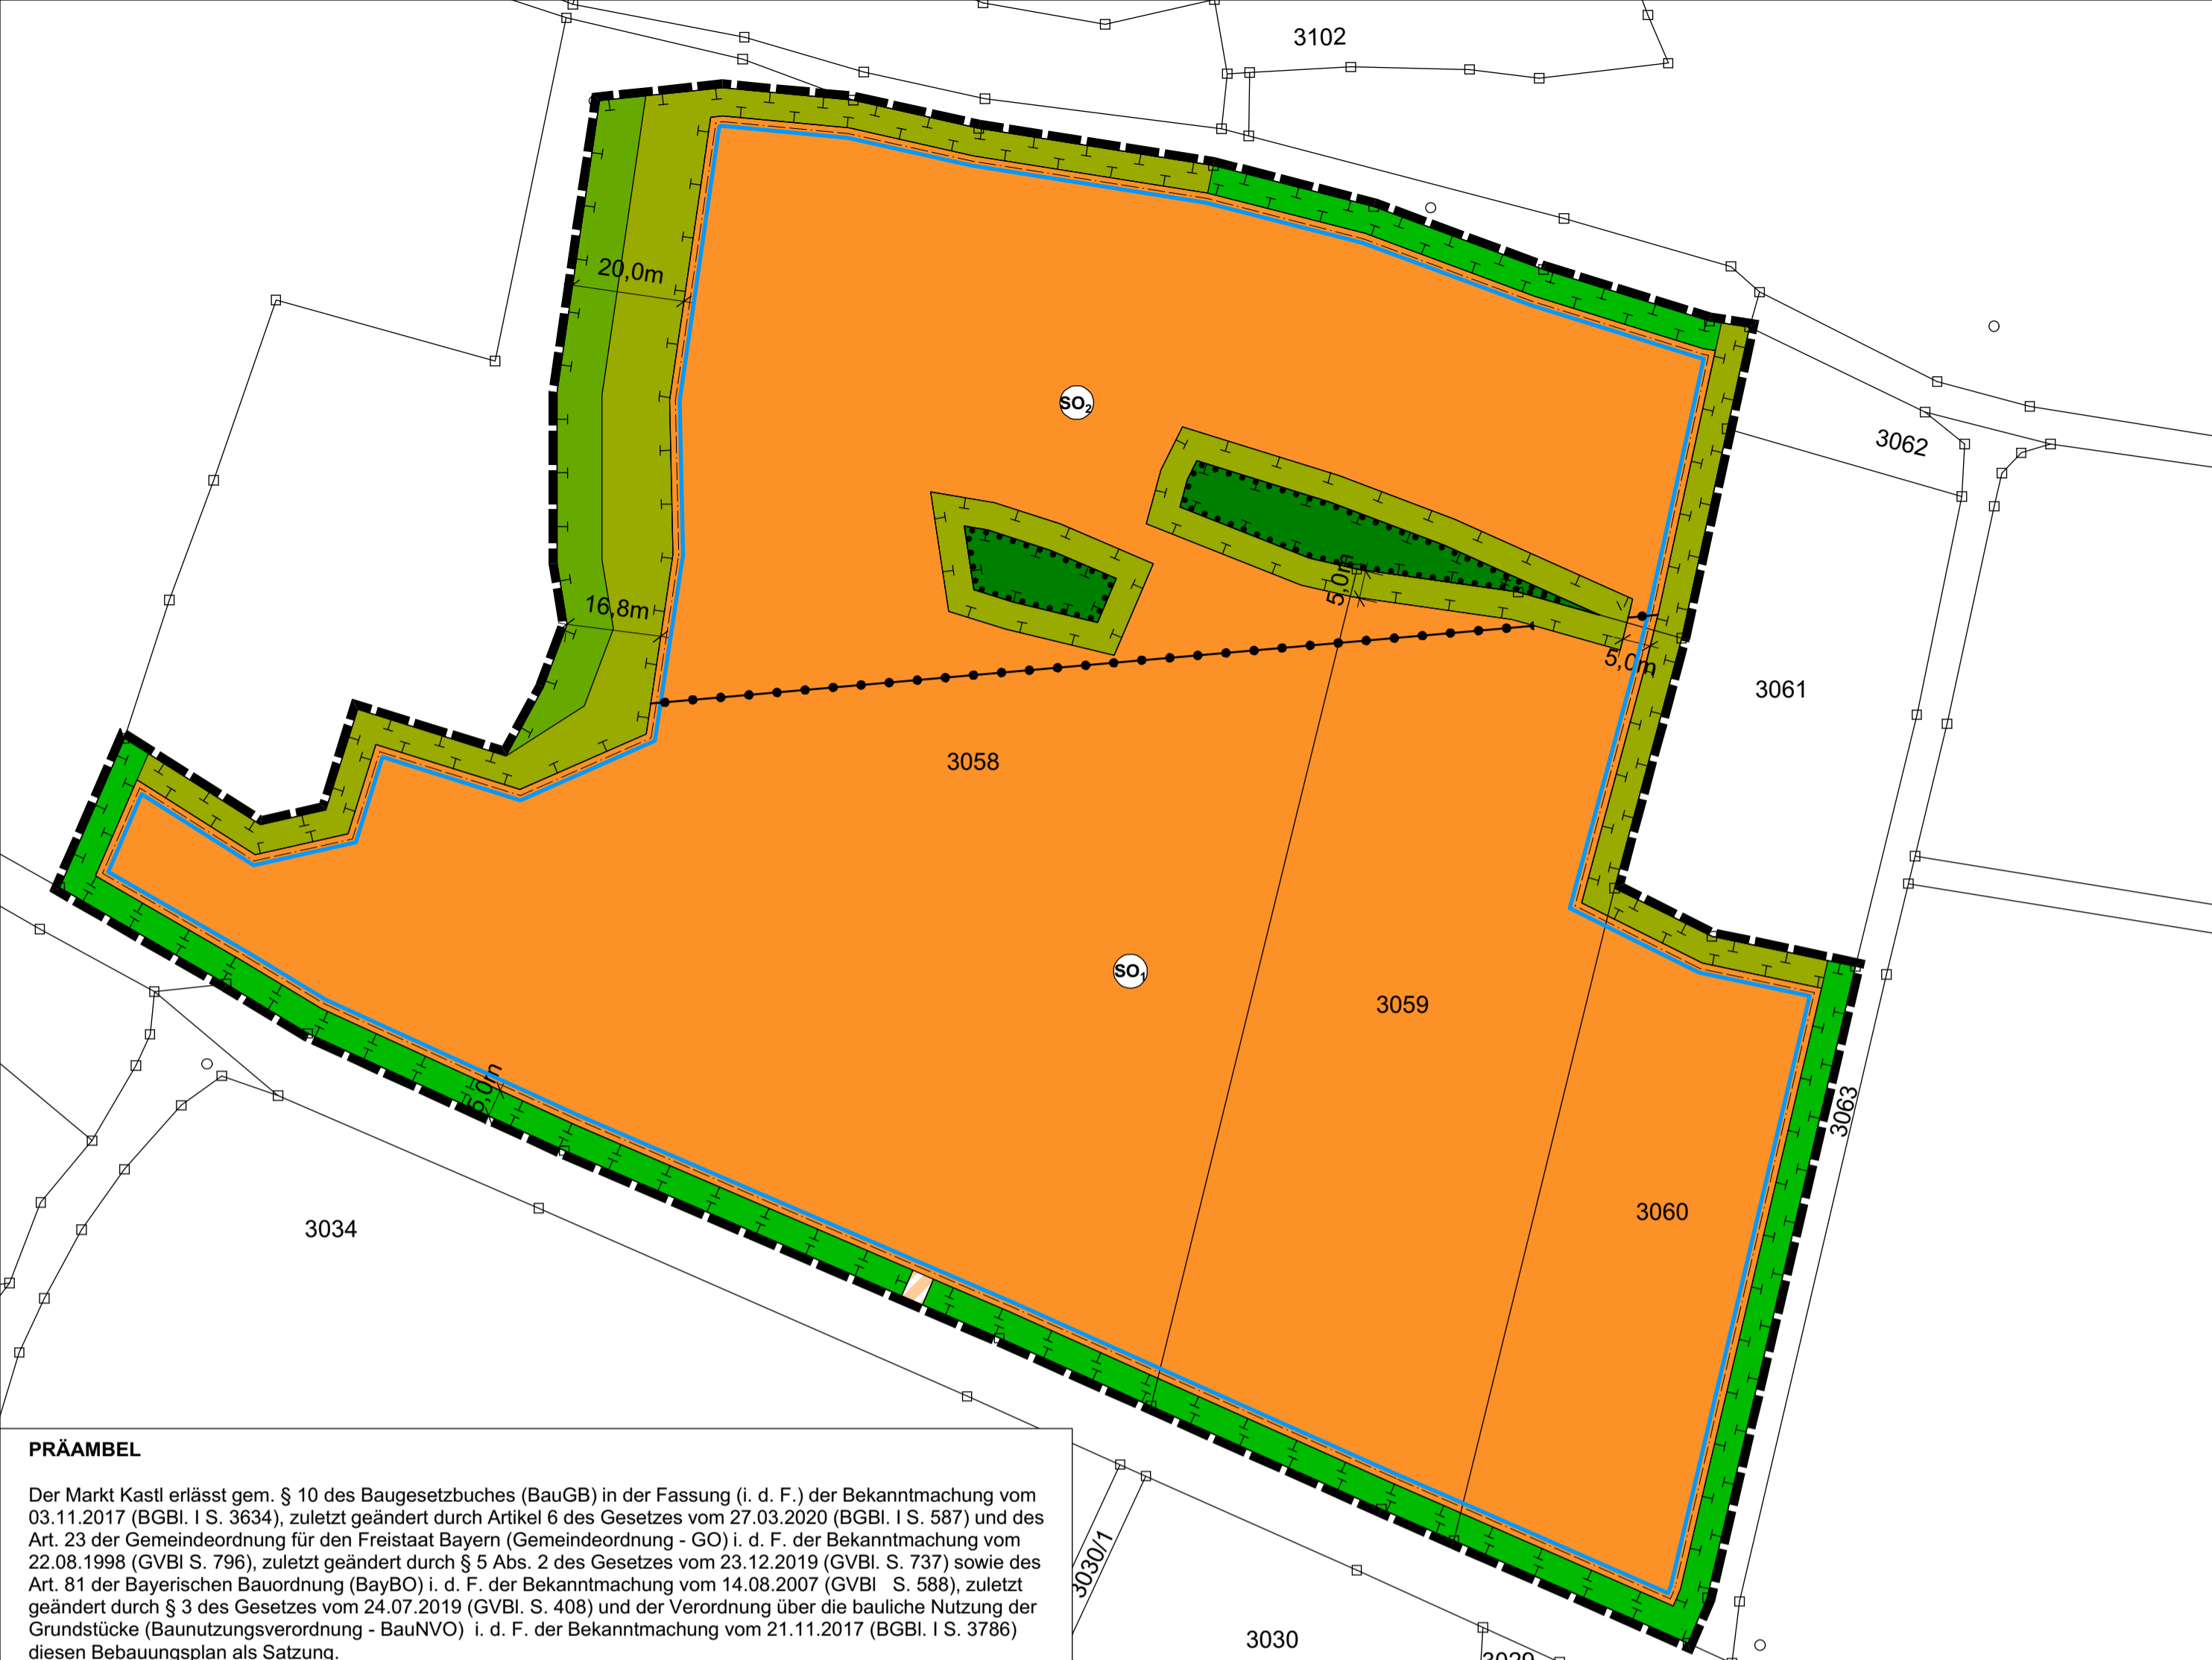 3102
20,0m
SO2
3062
5,0m
16,8m
5,0m
3061
3058
SO1
3059
5,0m
3063
3060
3034
PRÄAMBEL
Der Markt Kastl erlässt gem. § 10 des Baugesetzbuches (BauGB) in der Fassung (i. d. F.) der Bekanntmachung vom
03.11.2017 (BGBl. I S. 3634), zuletzt geändert durch Artikel 6 des Gesetzes vom 27.03.2020 (BGBl. I S. 587) und des
Art. 23 der Gemeindeordnung für den Freistaat Bayern (Gemeindeordnung - GO) i. d. F. der Bekanntmachung vom
22.08.1998 (GVBl S. 796), zuletzt geändert durch § 5 Abs. 2 des Gesetzes vom 23.12.2019 (GVBl. S. 737) sowie des
Art. 81 der Bayerischen Bauordnung (BayBO) i. d. F. der Bekanntmachung vom 14.08.2007 (GVBl S. 588), zuletzt
geändert durch § 3 des Gesetzes vom 24.07.2019 (GVBl. S. 408) und der Verordnung über die bauliche Nutzung der
Grundstücke (Baunutzungsverordnung - BauNVO) i. d. F. der Bekanntmachung vom 21.11.2017 (BGBl. I S. 3786)
diesen Bebauungsplan als Satzung.
3030/1
3030
3029